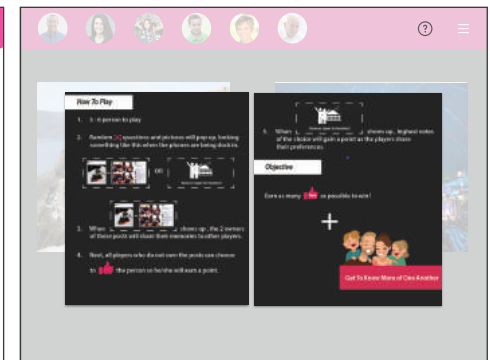 ?
How To Play
1. 3 - 6 person to play
2. Random questions and pictures will pop up, looking
something like this when the phones are being dock in.
OR
3. When shows up , the 2 owners
of these posts will share their memories to other players.
4. Next, all players who do not own the posts can choose
to the person so he/she will earn a point.
5. When shows up, highest votes
of the choice will gain a point as the players share
their preferences.
Objective
Earn as many as possible to win!
+
Get To Know More of One Another